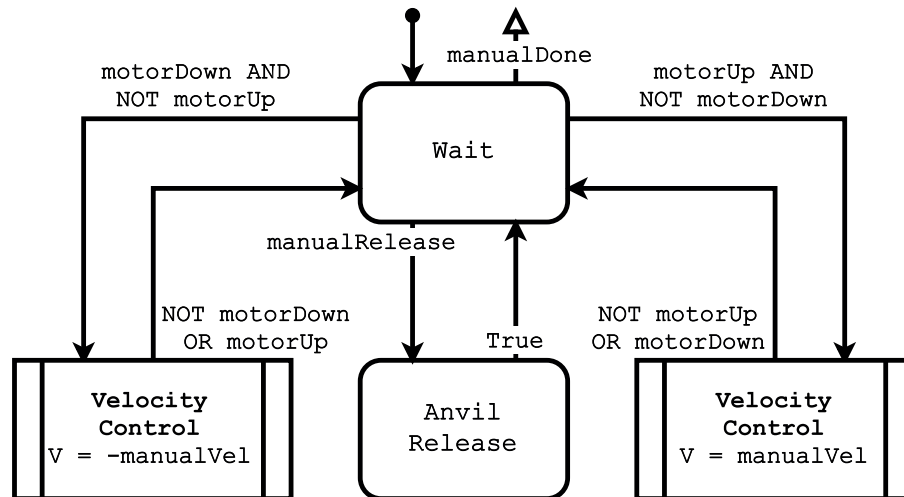 manualDone
motorDown AND
NOT motorUp
motorUp AND
NOT motorDown
Wait
manualRelease
NOT motorDown
OR motorUp
True
NOT motorUp
OR motorDown
Velocity
Control
V = -manualVel
Anvil
Release
Velocity
Control
V = manualVel